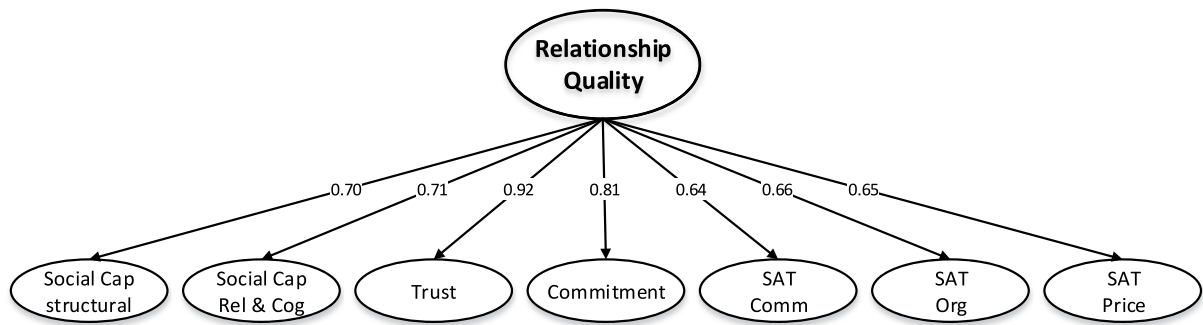 Relationship
Quality
0.70
0.71
0.92
0.81
0.64
0.66
0.65
Social Cap
structural
Social Cap
Rel & Cog
Trust
Commitment
SAT
Comm
SAT
Org
SAT
Price